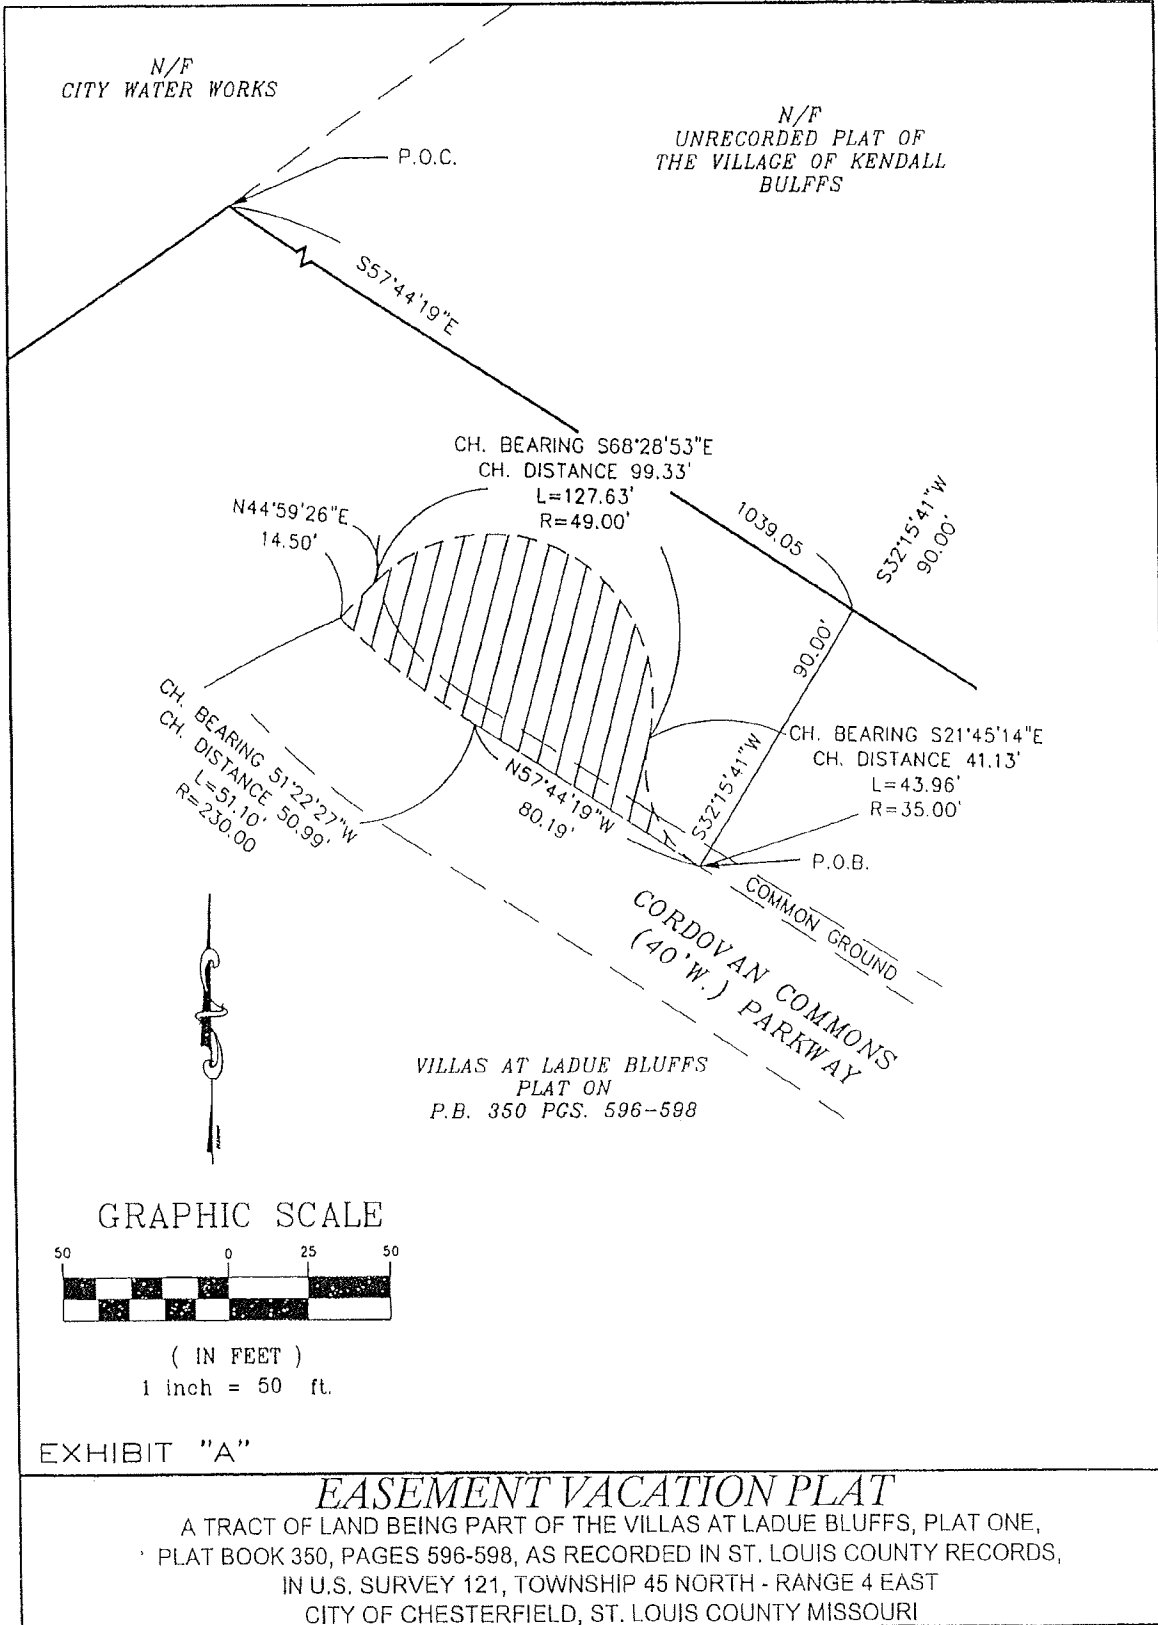 N/F
CITY WATER WORKS
N/F
UNRECORDED PLAT OF
THE VILLAGE OF KENDALL
BULFFS
P.O.C.
S57°44'19"E
CH. BEARING S68°28'53"E
CH. DISTANCE 99.33'
L=127.63'
R=49.00'
N44°59'26"E
14.50'
1039.05
S32°15'41"W
90.00'
90.00'
S32°15'41"W
CH. BEARING 51°22'27"W
CH. DISTANCE 50.99'
L=51.10'
R=230.00
N57°44'19"W
80.19'
CH. BEARING S21°45'14"E
CH. DISTANCE 41.13'
L=43.96'
R=35.00'
P.O.B.
COMMON GROUND
CORDOVAN COMMONS
(40'W.) PARKWAY
VILLAS AT LADUE BLUFFS
PLAT ON
P.B. 350 PGS. 596-598
GRAPHIC SCALE
50 0 25 50
( IN FEET )
1 inch = 50 ft.
EXHIBIT "A"
EASEMENT VACATION PLAT
A TRACT OF LAND BEING PART OF THE VILLAS AT LADUE BLUFFS, PLAT ONE,
PLAT BOOK 350, PAGES 596-598, AS RECORDED IN ST. LOUIS COUNTY RECORDS,
IN U.S. SURVEY 121, TOWNSHIP 45 NORTH - RANGE 4 EAST
CITY OF CHESTERFIELD, ST. LOUIS COUNTY MISSOURI